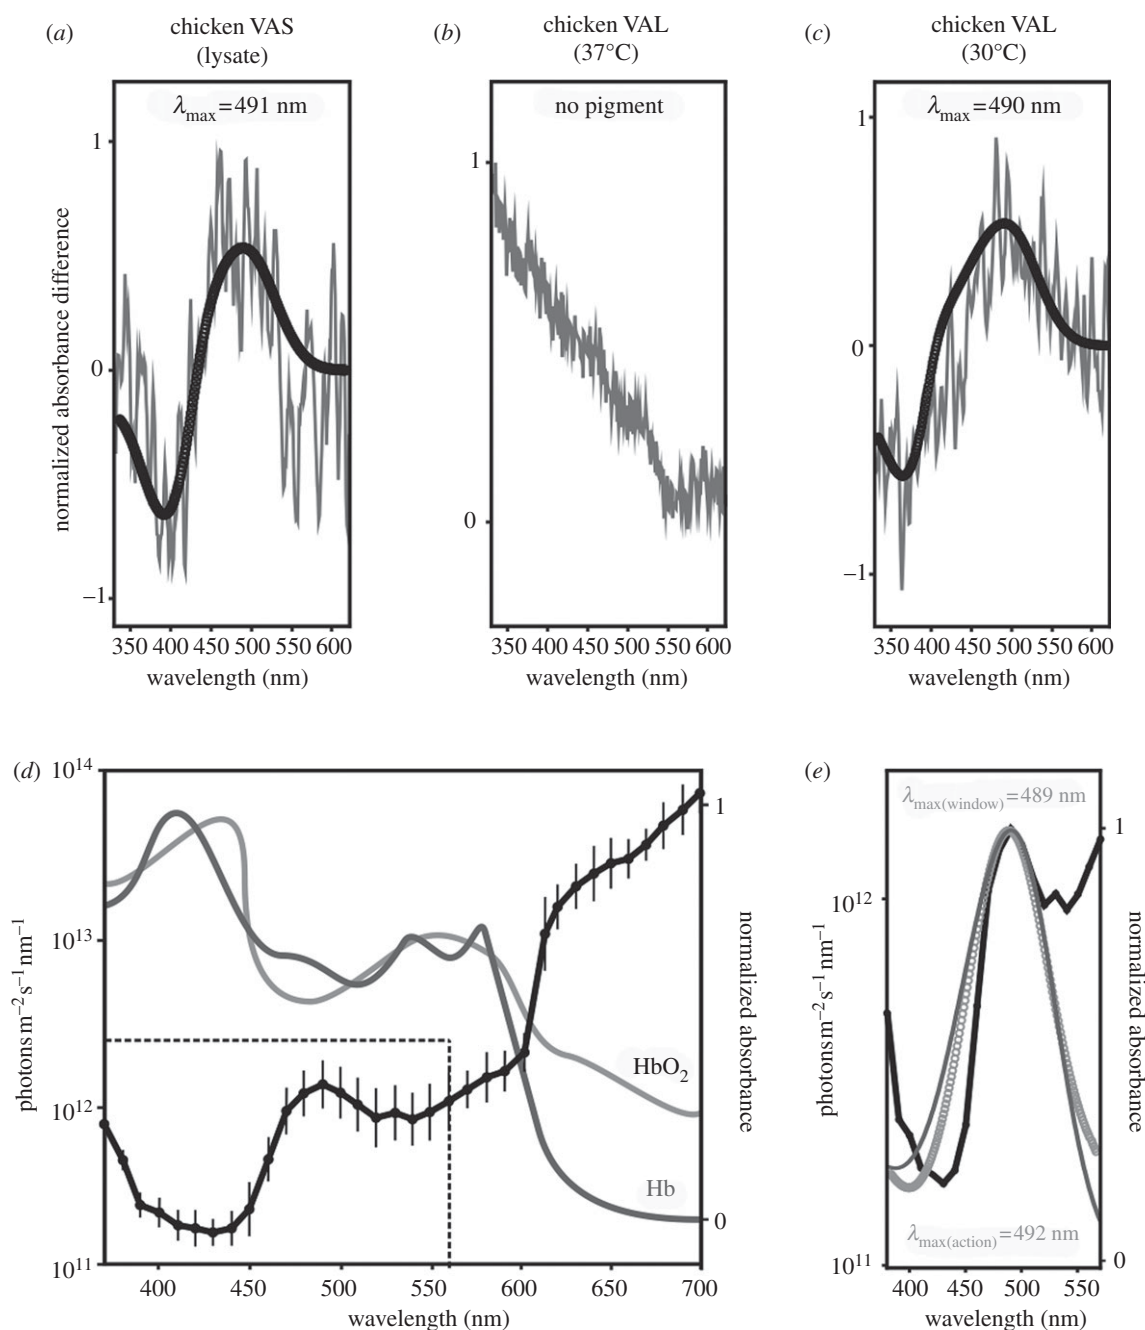 (a)
chicken VAS
(lysate)
(b)
chicken VAL
(37°C)
(c)
chicken VAL
(30°C)
λmax=491 nm
no pigment
λmax=490 nm
normalized absorbance difference
1
0
–1
1
0
1
0
–1
350 400 450 500 550 600
350 400 450 500 550 600
350 400 450 500 550 600
wavelength (nm)
wavelength (nm)
wavelength (nm)
(d)
10¹⁴
10¹³
10¹²
10¹¹
photons m⁻² s⁻¹ nm⁻¹
HbO₂
Hb
1
0
normalized absorbance
400 450 500 550 600 650 700
wavelength (nm)
(e)
λmax(window)=489 nm
10¹²
10¹¹
photons m⁻² s⁻¹ nm⁻¹
λmax(action)=492 nm
1
0
normalized absorbance
400 450 500 550
wavelength (nm)